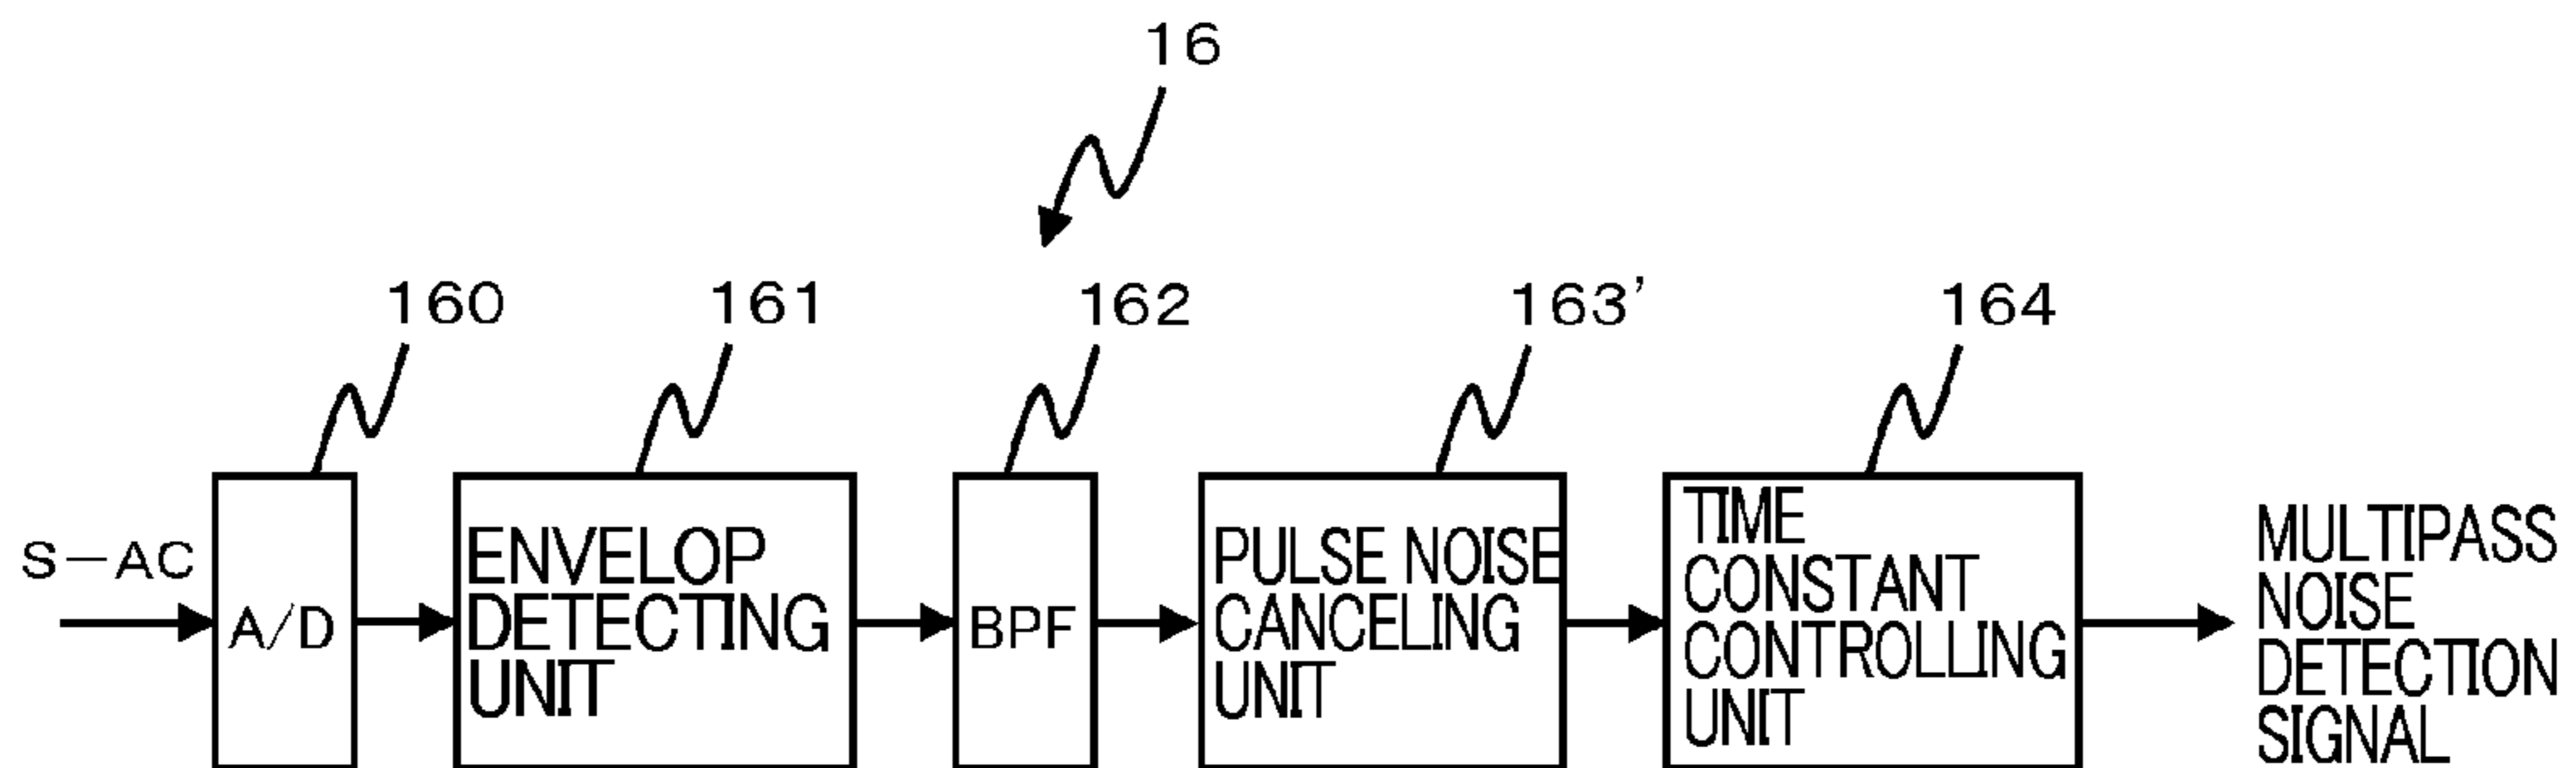 16
160
161
162
163'
164
S-AC
A/D
ENVELOP
DETECTING
UNIT
BPF
PULSE NOISE
CANCELING
UNIT
TIME
CONSTANT
CONTROLLING
UNIT
MULTIPASS
NOISE
DETECTION
SIGNAL